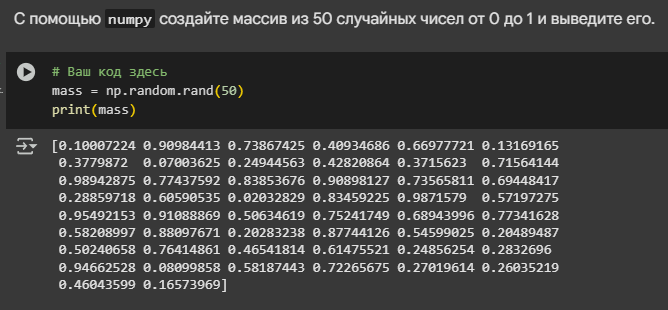 С помощью numpy создайте массив из 50 случайных чисел от 0 до 1 и выведите его.
# Ваш код здесь
mass = np.random.rand(50)
print(mass)
[0.10007224 0.90984413 0.73867425 0.40934686 0.66977721 0.13169165
0.3779872  0.07003625 0.24944563 0.42820864 0.3715623  0.71564144
0.98942875 0.77437592 0.83853676 0.90898127 0.73565811 0.69448417
0.28859718 0.60590535 0.02032829 0.83459225 0.9871579  0.57197275
0.95492153 0.91088869 0.50634619 0.75241749 0.68943996 0.77341628
0.58208997 0.88097671 0.20283238 0.87744126 0.54599025 0.20489487
0.50240658 0.76414861 0.46541814 0.61475521 0.24856254 0.2832696
0.94662528 0.08099858 0.58187443 0.72265675 0.27019614 0.26035219
0.46043599 0.16573969]